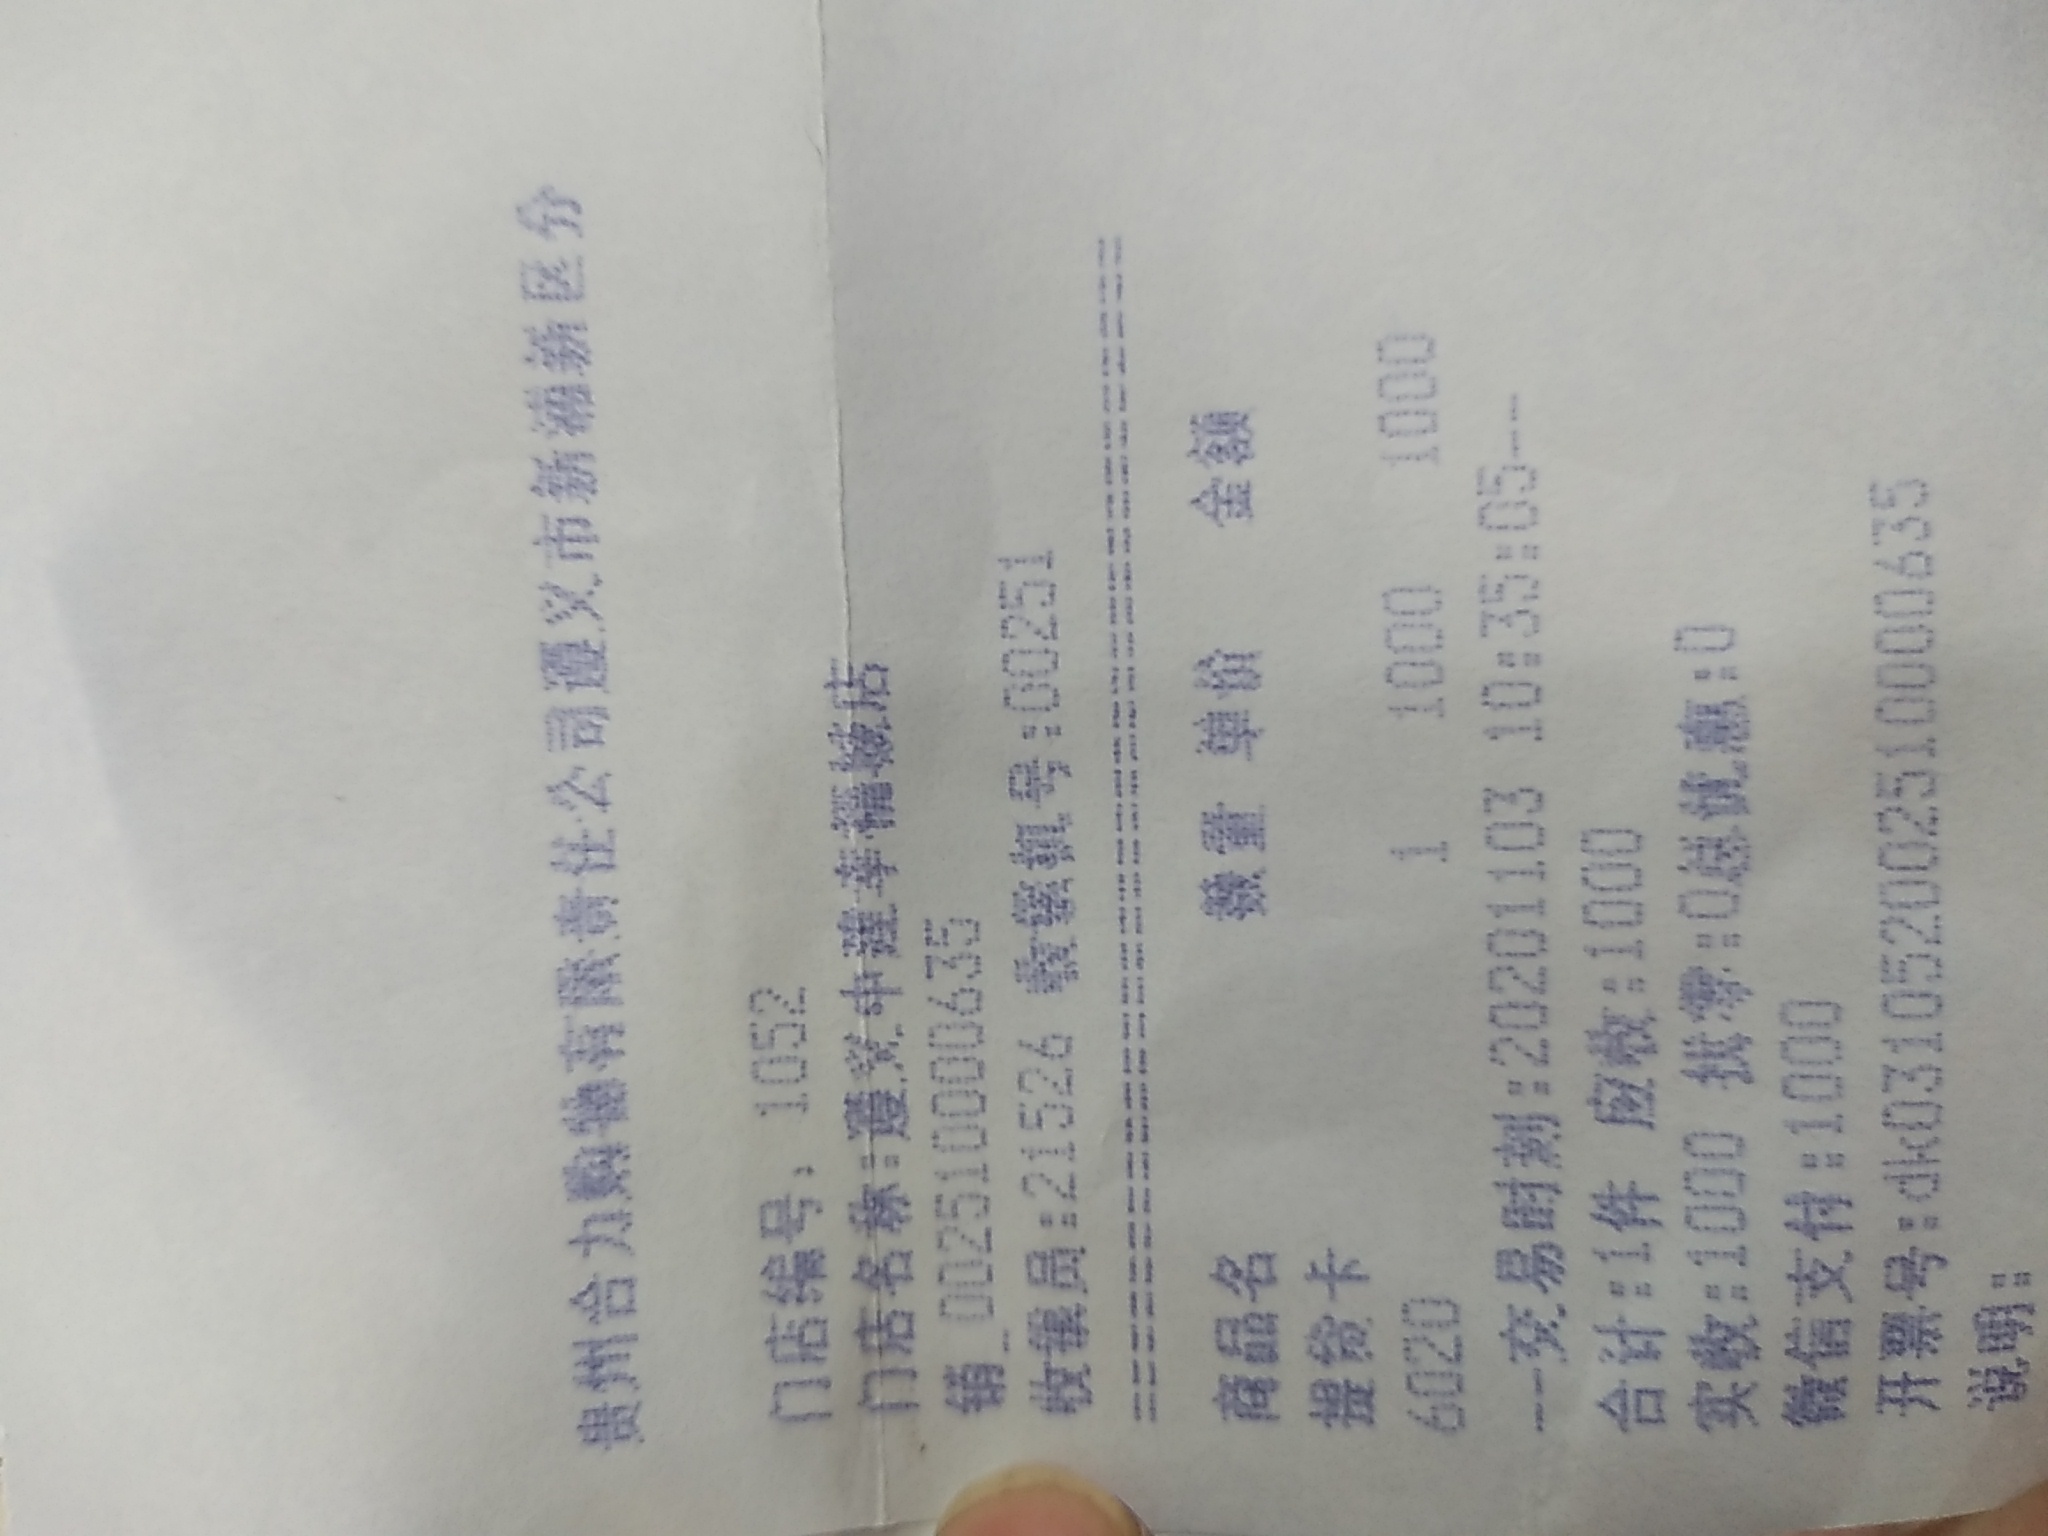 贵州合力购物有限责任公司遵义市新浦新区分
门店编号, 1052
门店名称:遵义中建幸福城店
销_00251000635
收银员:21526 收银机号:00251
============================================
商品名 数量 单价 金额
提货卡
6020 1 1000 1000
---交易时刻:20201103 10:35:05---
合计:1件 应收:1000
实收:1000 找零:0总优惠:0
微信支付:1000
开票号:dk0310520025100 0635
说明: